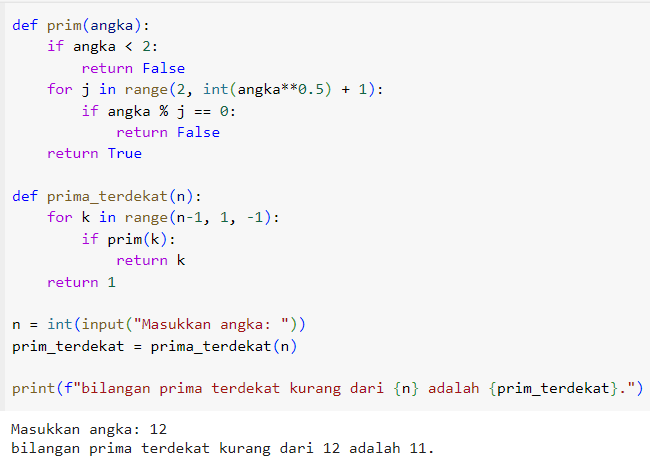 def prim(angka):
    if angka < 2:
        return False
    for j in range(2, int(angka**0.5) + 1):
        if angka % j == 0:
            return False
    return True

def prima_terdekat(n):
    for k in range(n-1, 1, -1):
        if prim(k):
            return k
    return 1

n = int(input("Masukkan angka: "))
prim_terdekat = prima_terdekat(n)

print(f"bilangan prima terdekat kurang dari {n} adalah {prim_terdekat}.")
Masukkan angka: 12
bilangan prima terdekat kurang dari 12 adalah 11.